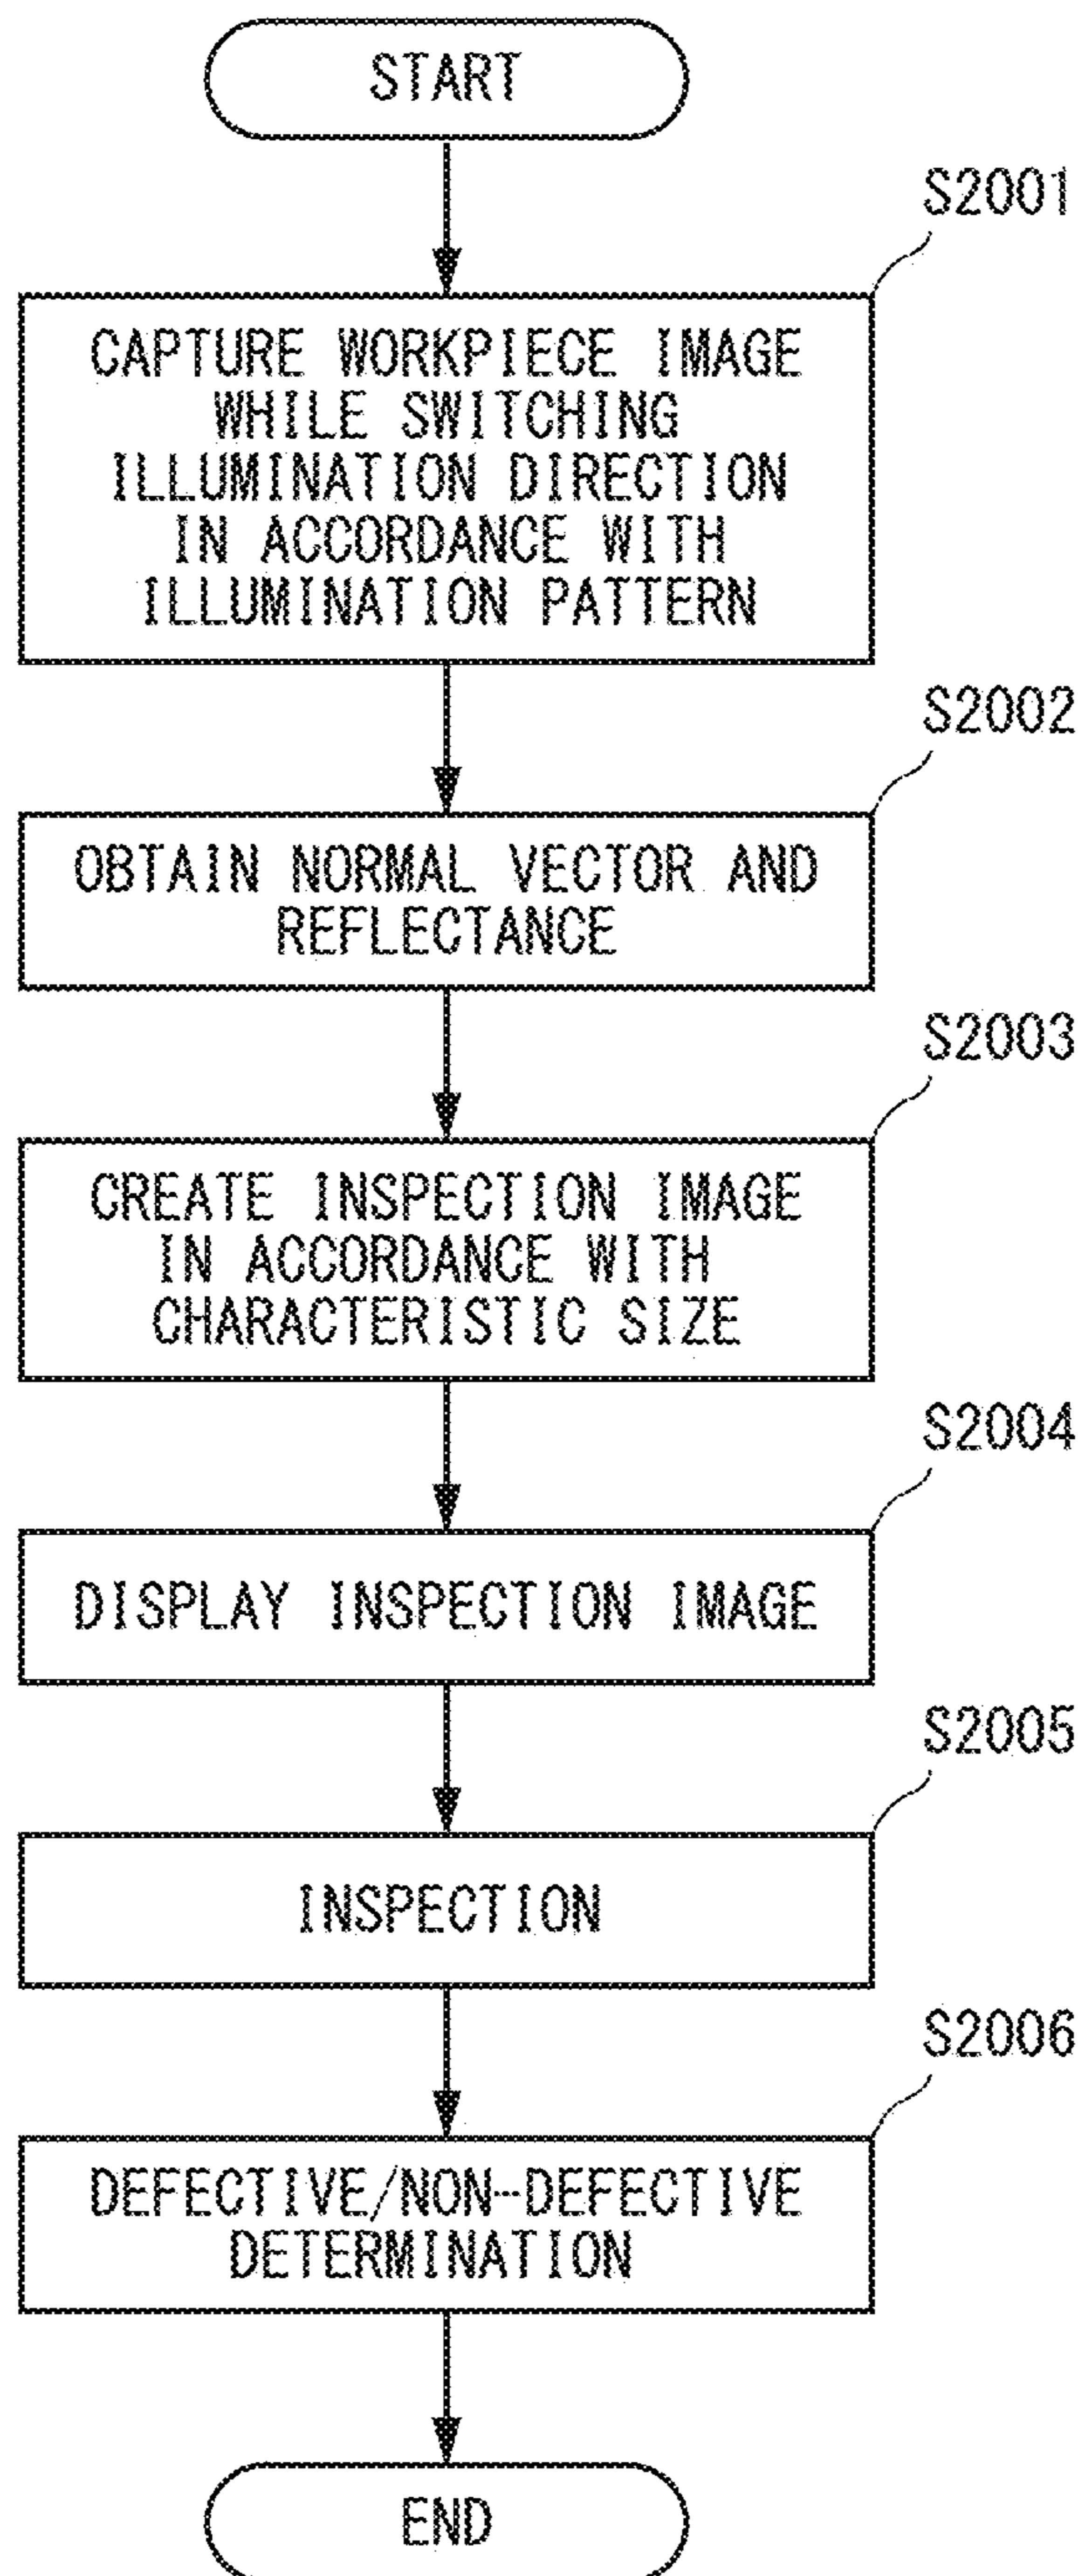 START
S2001
CAPTURE WORKPIECE IMAGE
WHILE SWITCHING
ILLUMINATION DIRECTION
IN ACCORDANCE WITH
ILLUMINATION PATTERN
S2002
OBTAIN NORMAL VECTOR AND
REFLECTANCE
S2003
CREATE INSPECTION IMAGE
IN ACCORDANCE WITH
CHARACTERISTIC SIZE
S2004
DISPLAY INSPECTION IMAGE
S2005
INSPECTION
S2006
DEFECTIVE/NON-DEFECTIVE
DETERMINATION
END